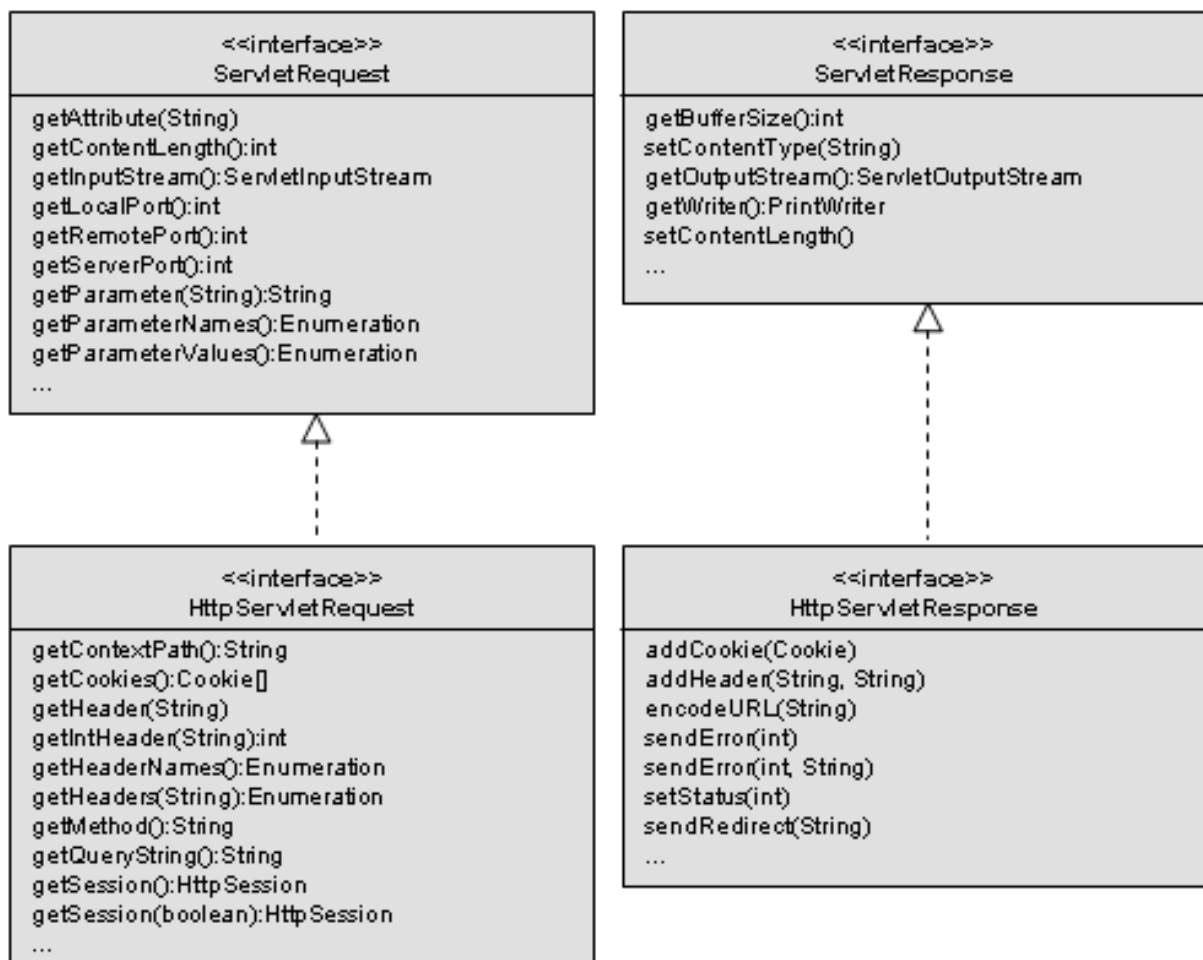 <<interface>>
ServletRequest
getAttribute(String)
getContentLength():int
getInputStream():ServletInputStream
getLocalPort():int
getRemotePort():int
getServerPort():int
getParameter(String):String
getParameterNames():Enumeration
getParameterValues():Enumeration
...
<<interface>>
ServletResponse
getBufferSize():int
setContentType(String)
getOutputStream():ServletOutputStream
getWriter():PrintWriter
setContentLength()
...
<<interface>>
HttpServletRequest
getContextPath():String
getCookies():Cookie[]
getHeader(String)
getIntHeader(String):int
getHeaderNames():Enumeration
getHeaders(String):Enumeration
getMethod():String
getQueryString():String
getSession():HttpSession
getSession(boolean):HttpSession
...
<<interface>>
HttpServletResponse
addCookie(Cookie)
addHeader(String, String)
encodeURL(String)
sendError(int)
sendError(int, String)
setStatus(int)
sendRedirect(String)
...